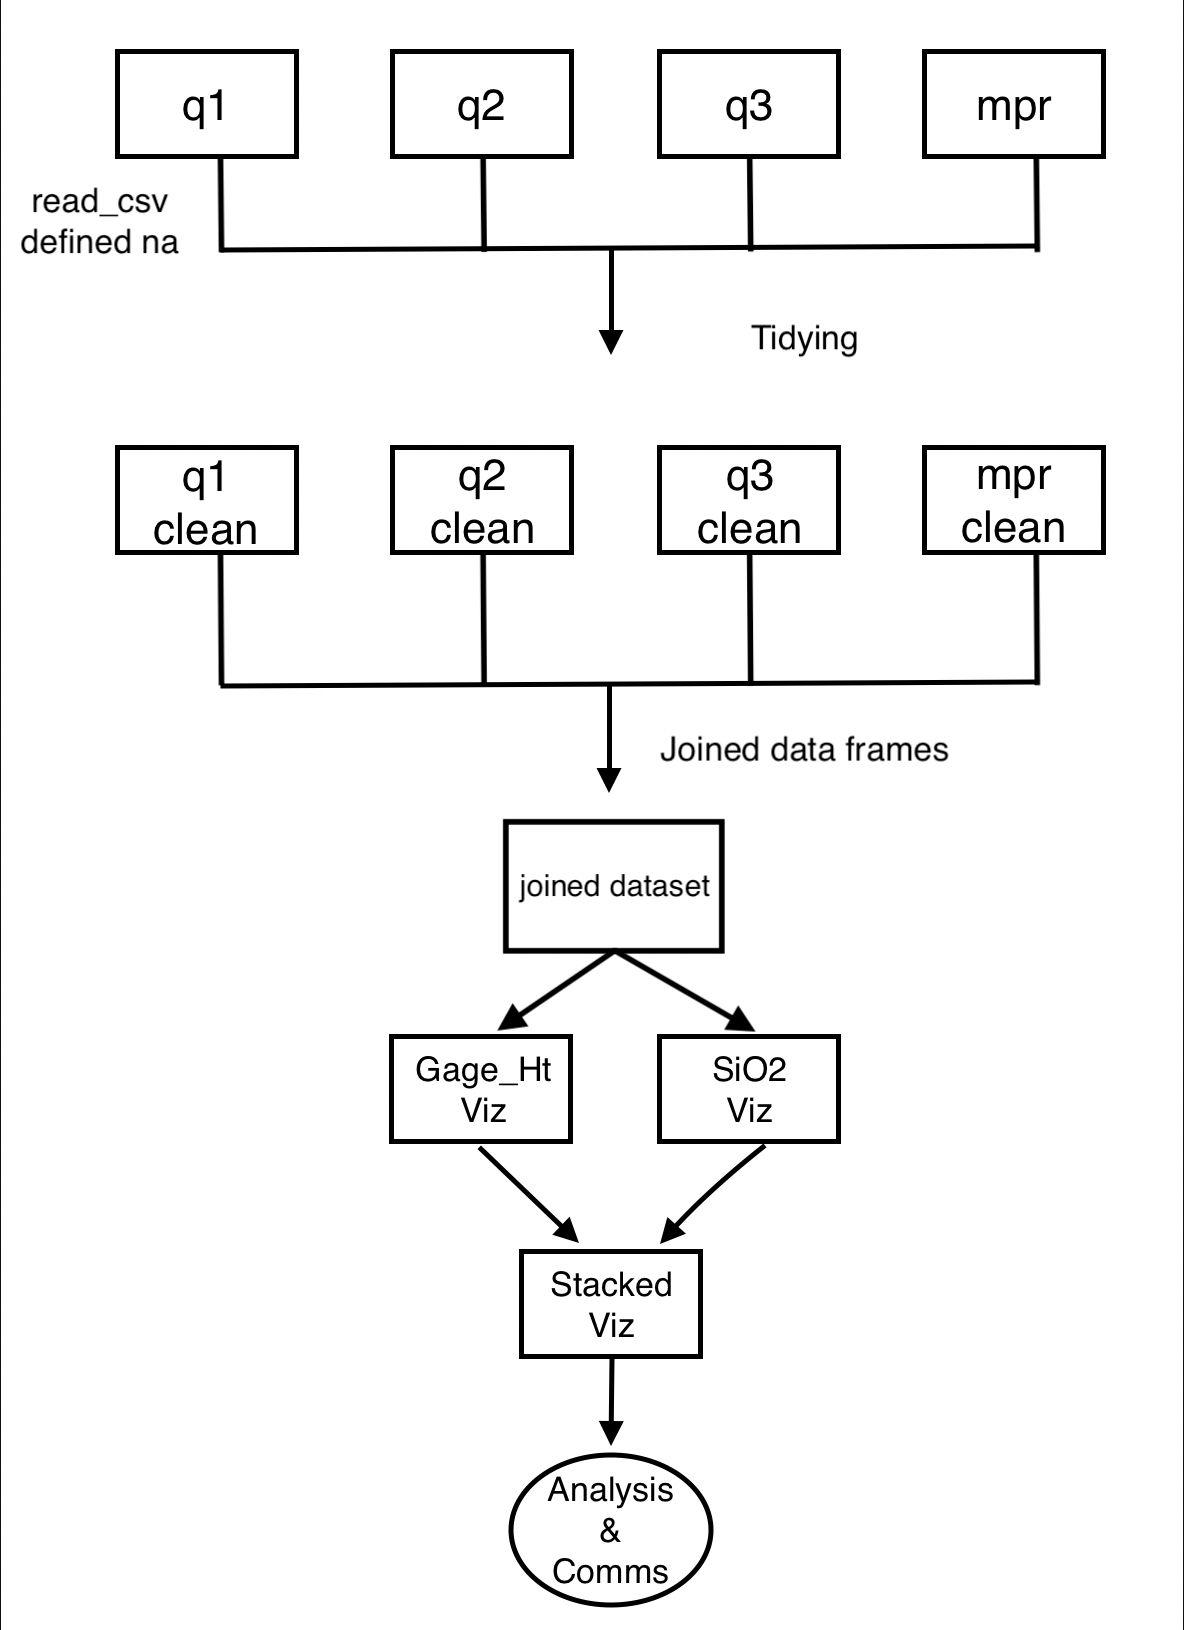 q1
q2
q3
mpr
read_csv
defined na
Tidying
q1
clean
q2
clean
q3
clean
mpr
clean
Joined data frames
joined dataset
Gage_Ht
Viz
SiO2
Viz
Stacked
Viz
Analysis
&
Comms